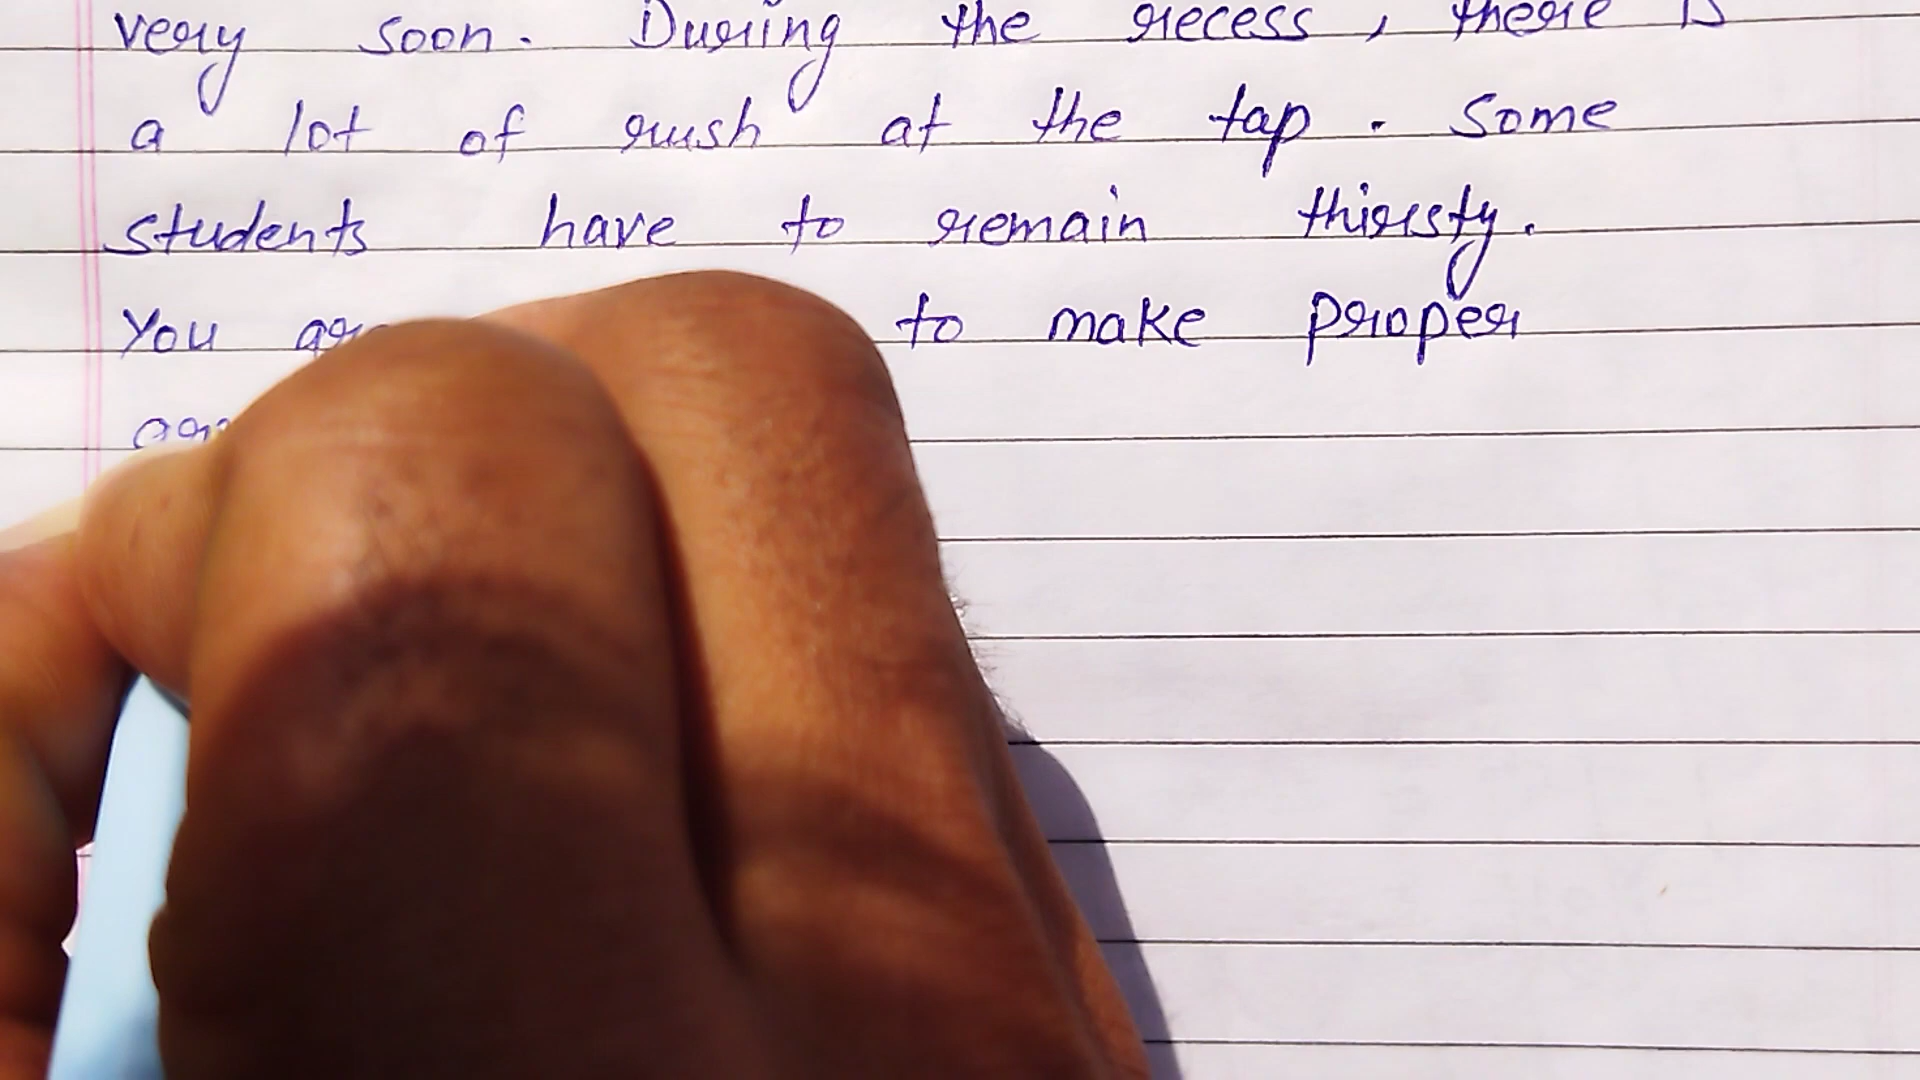 very soon. During the recess, there is
a lot of rush at the tap. Some
students have to remain thirsty.
You to make proper